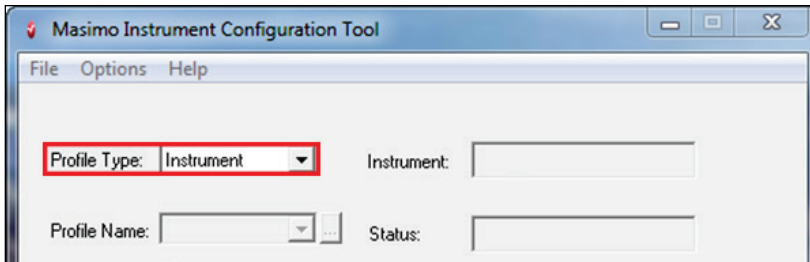 Masimo Instrument Configuration Tool
File Options Help
Profile Type: Instrument Instrument:
Profile Name: ... Status: